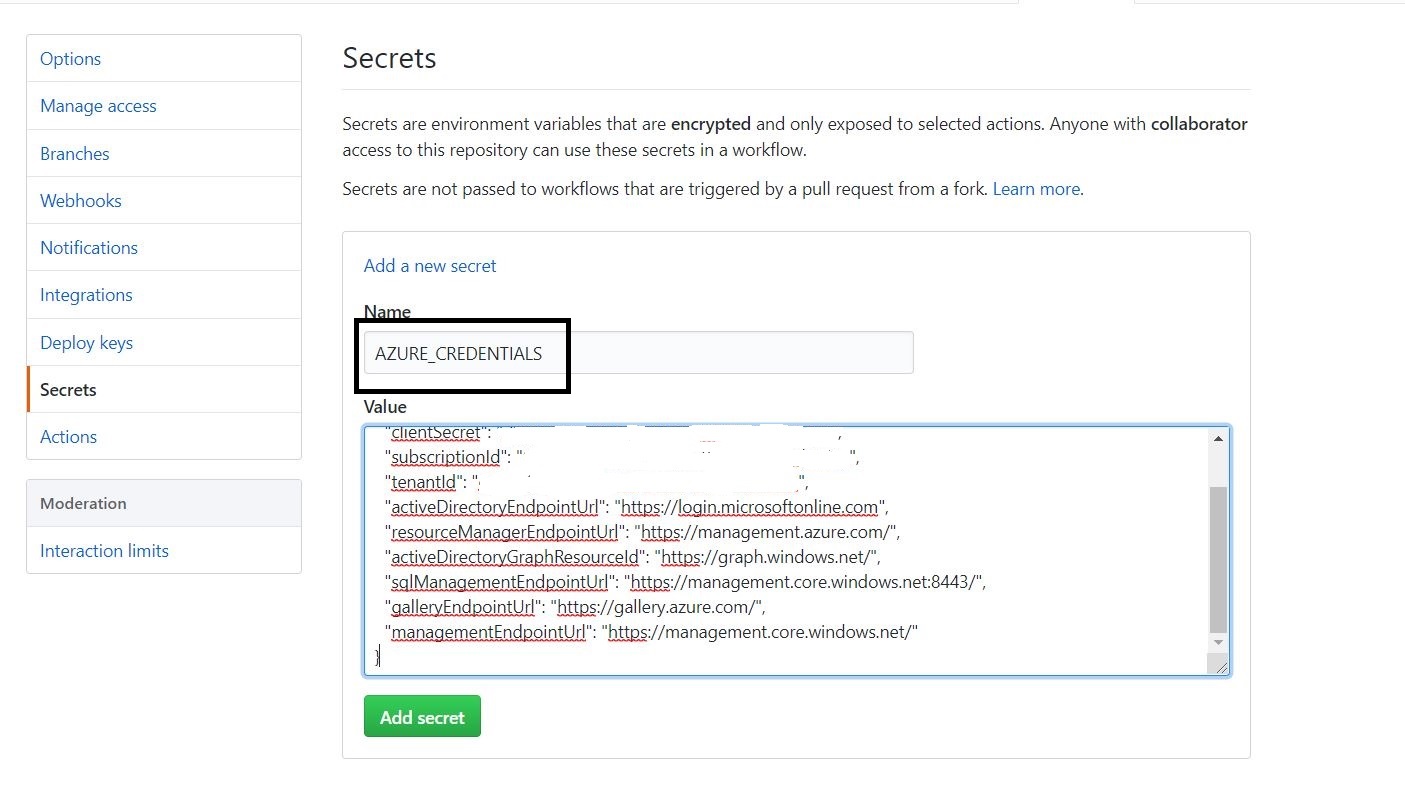 Options
Manage access
Branches
Webhooks
Notifications
Integrations
Deploy keys
Secrets
Actions
Moderation
Interaction limits
Secrets
Secrets are environment variables that are encrypted and only exposed to selected actions. Anyone with collaborator
access to this repository can use these secrets in a workflow.
Secrets are not passed to workflows that are triggered by a pull request from a fork. Learn more.
Add a new secret
Name
AZURE_CREDENTIALS
Value
"clientSecret": "
"subscriptionId": "",
"tenantId": "",
"activeDirectoryEndpointUrl": "https://login.microsoftonline.com",
"resourceManagerEndpointUrl": "https://management.azure.com/",
"activeDirectoryGraphResourceId": "https://graph.windows.net/",
"sqlManagementEndpointUrl": "https://management.core.windows.net:8443/",
"galleryEndpointUrl": "https://gallery.azure.com/",
"managementEndpointUrl": "https://management.core.windows.net/"
}
Add secret